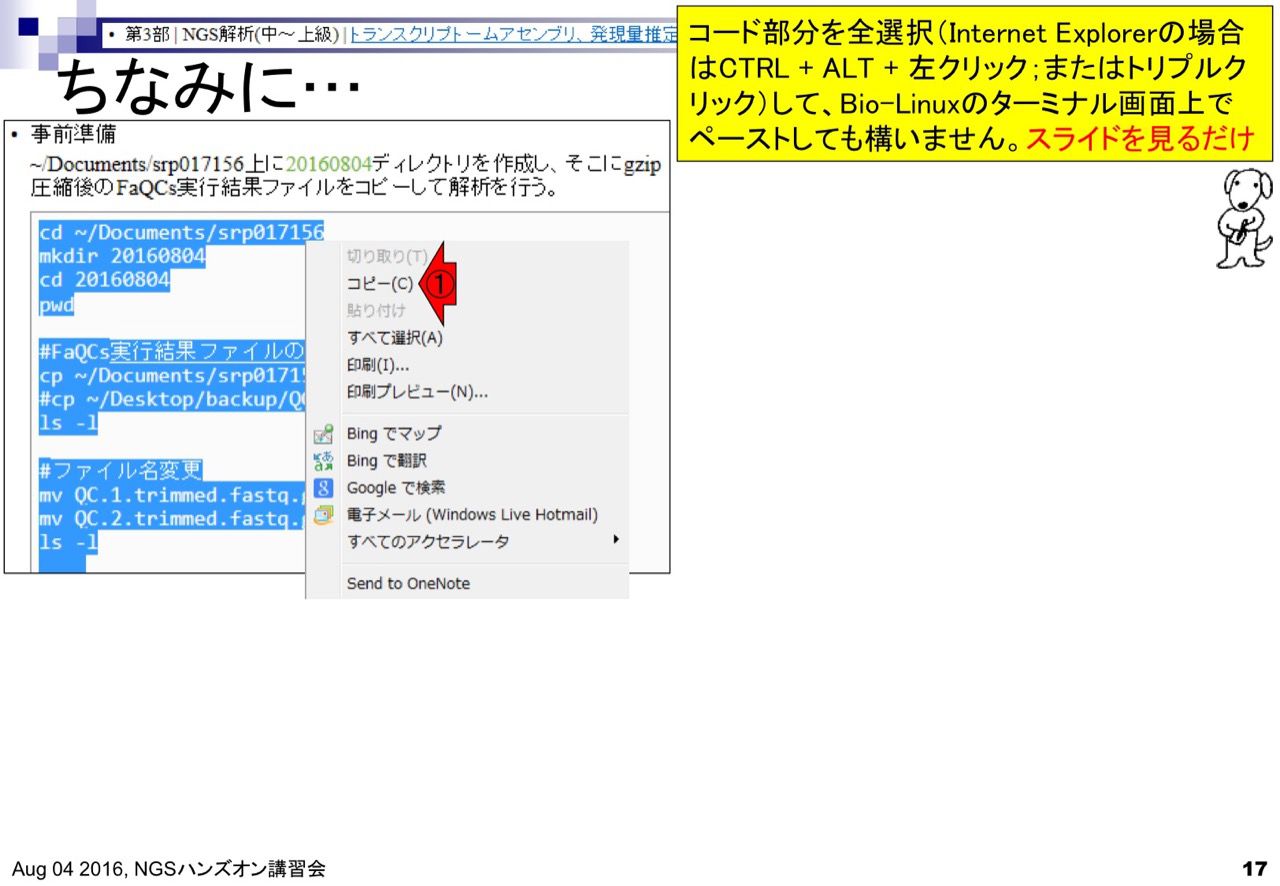 • 第3部 | NGS解析(中～上級) | トランスクリプトームアセンブリ、発現量推定
ちなみに…
コード部分を全選択(Internet Explorerの場合
はCTRL + ALT + 左クリック;またはトリプルク
リック)して、Bio-Linuxのターミナル画面上で
ペーストしても構いません。スライドを見るだけ
• 事前準備
~/Documents/srp017156上に20160804ディレクトリを作成し、そこにgzip
圧縮後のFaQCs実行結果ファイルをコピーして解析を行う。
cd ~/Documents/srp017156
mkdir 20160804
cd 20160804
pwd
#FaQCs実行結果ファイルの
cp ~/Documents/srp0171
#cp ~/Desktop/backup/Q
ls -l
#ファイル名変更
mv QC.1.trimmed.fastq.
mv QC.2.trimmed.fastq.
ls -l
切り取り(T)
コピー(C)
①
貼り付け
すべて選択(A)
印刷(I)...
印刷プレビュー(N)...
Bing でマップ
Bing で翻訳
Google で検索
電子メール (Windows Live Hotmail)
すべてのアクセラレータ
Send to OneNote
Aug 04 2016, NGSハンズオン講習会
17